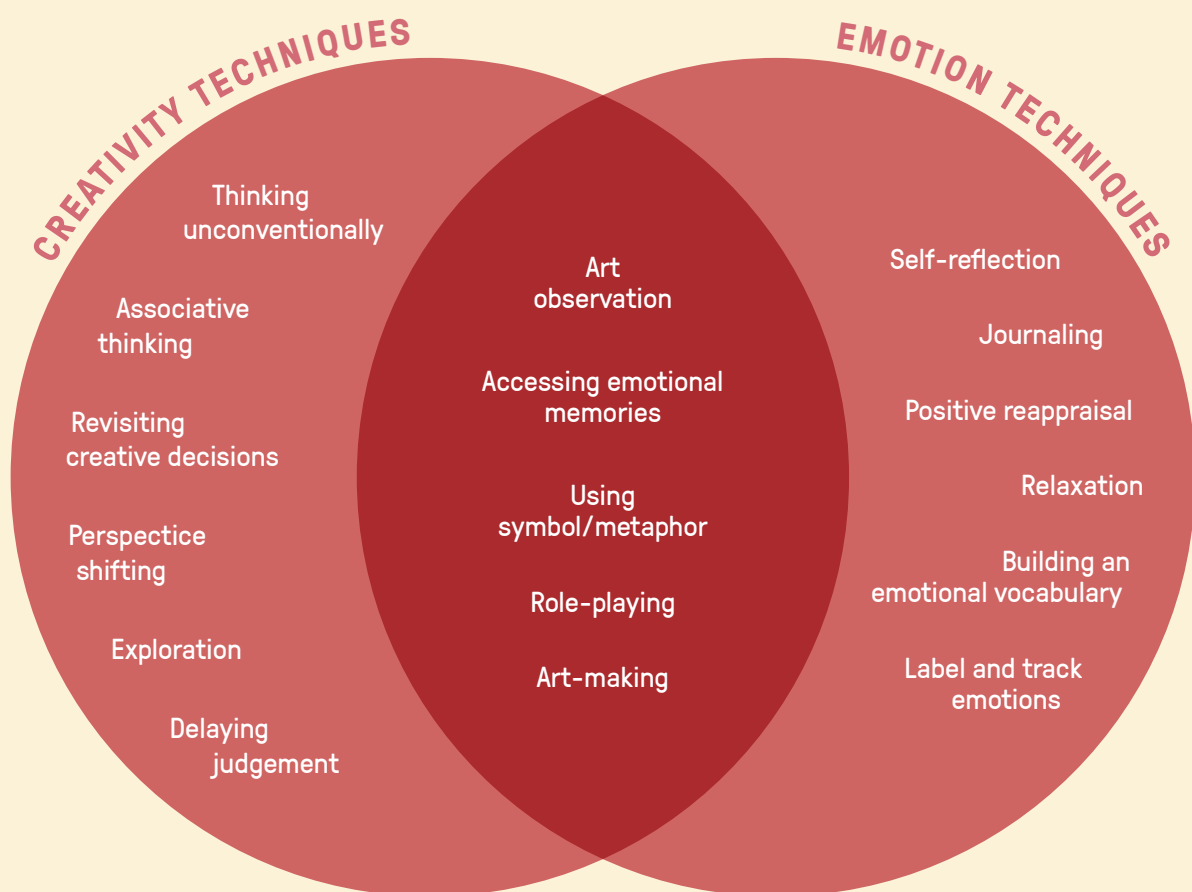 CREATIVITY TECHNIQUES
Thinking
unconventionally
Associative
thinking
Revisiting
creative decisions
Perspectice
shifting
Exploration
Delaying
judgement
Art
observation
Accessing emotional
memories
Using
symbol/metaphor
Role-playing
Art-making
EMOTION TECHNIQUES
Self-reflection
Journaling
Positive reappraisal
Relaxation
Building an
emotional vocabulary
Label and track
emotions